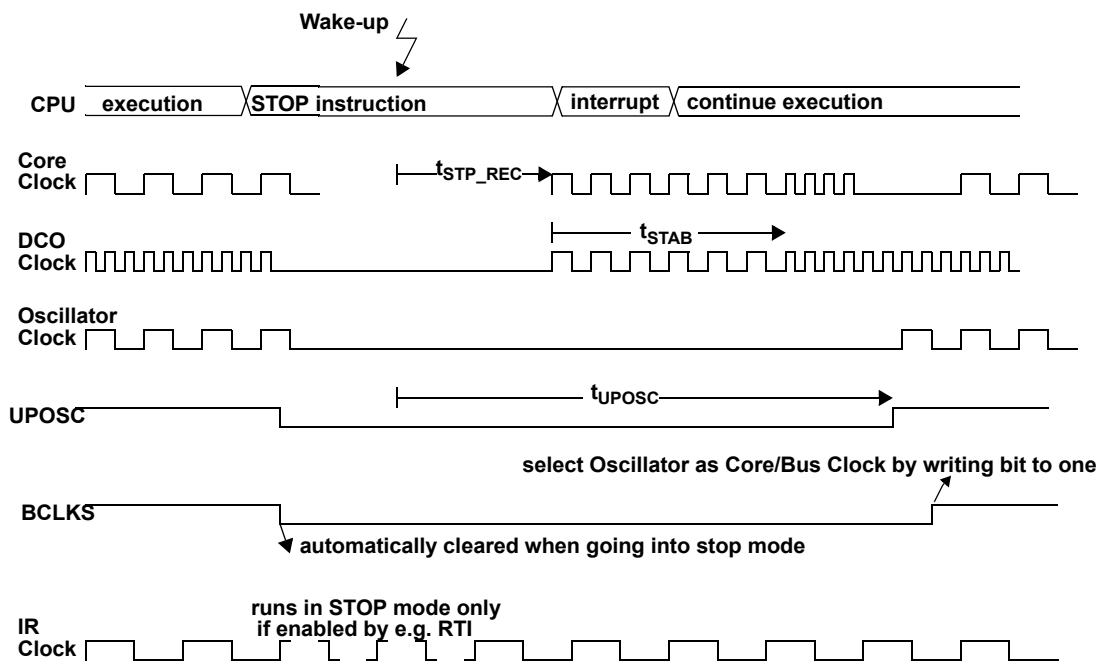 Wake-up
CPU execution STOP instruction interrupt continue execution
Core
Clock
tSTP_REC
DCO
Clock
tSTAB
Oscillator
Clock
UPOSC
tUPOSC
select Oscillator as Core/Bus Clock by writing bit to one
BCLKS
automatically cleared when going into stop mode
runs in STOP mode only
if enabled by e.g. RTI
IR
Clock